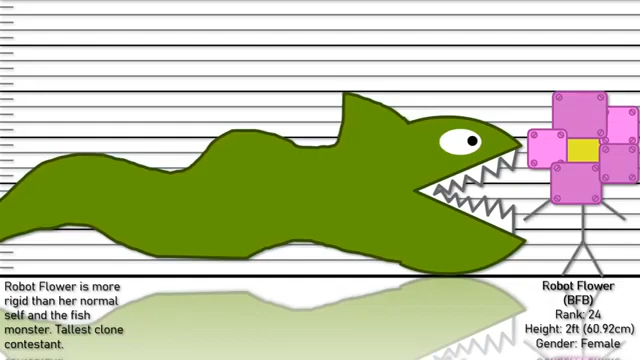 Robot Flower is more
rigid than her normal
self and the fish
monster. Tallest clone
contestant.
Robot Flower
(BFB)
Rank: 24
Height: 2ft (60.92cm)
Gender: Female